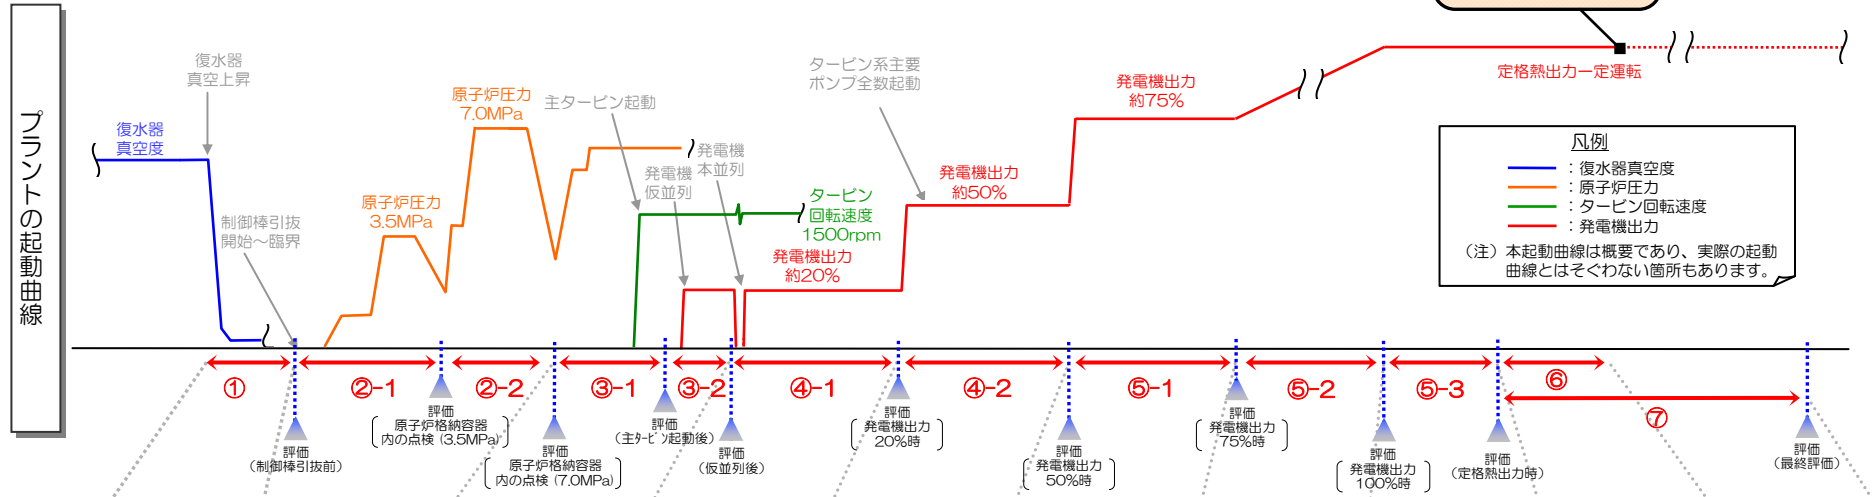 プラントの起動曲線
復水器
真空上昇
復水器
真空度
制御棒引抜
開始～臨界
原子炉圧力
3.5MPa
原子炉圧力
7.0MPa
主タービン起動
発電機
仮並列
発電機
本並列
タービン
回転速度
1500rpm
発電機出力
約20%
タービン系主要
ポンプ全数起動
発電機出力
約50%
発電機出力
約75%
定格熱出力一定運転
凡例
：復水器真空度
：原子炉圧力
：タービン回転速度
：発電機出力
（注）本起動曲線は概要であり、実際の起動
曲線とはそぐわない箇所もあります。
①
②-1
②-2
③-1
③-2
④-1
④-2
⑤-1
⑤-2
⑤-3
⑥
⑦
評価
（制御棒引抜前）
評価
原子炉格納容器
内の点検（3.5MPa）
評価
原子炉格納容器
内の点検（7.0MPa）
評価
（主ﾀｰﾋﾞﾝ起動後）
評価
（仮並列後）
評価
発電機出力
20%時
評価
発電機出力
50%時
評価
発電機出力
75%時
評価
発電機出力
100%時
評価
（定格熱出力時）
評価
（最終評価）